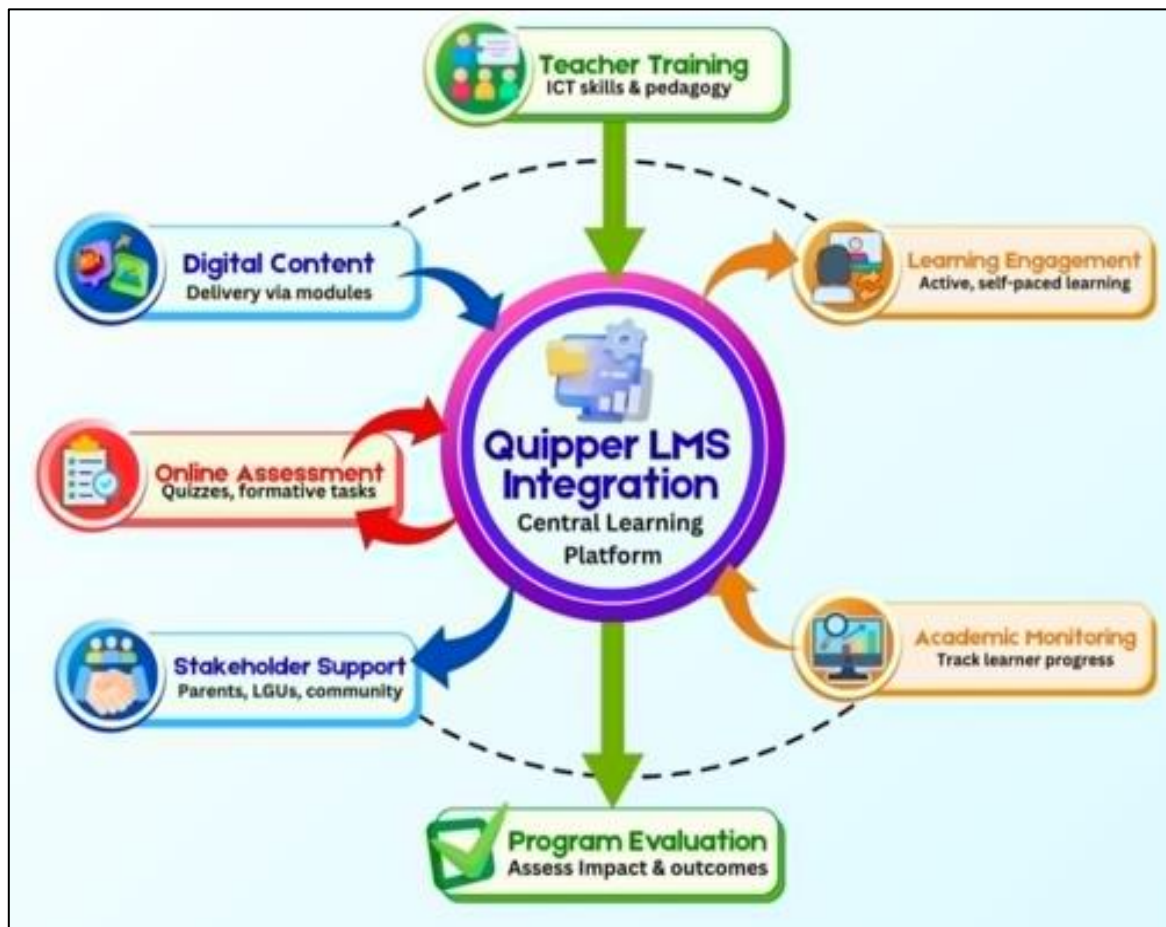 Teacher Training
ICT skills & pedagogy
Digital Content
Delivery via modules
Learning Engagement
Active, self-paced learning
Online Assessment
Quizzes, formative tasks
Quipper LMS
Integration
Central Learning
Platform
Stakeholder Support
Parents, LGUs, community
Academic Monitoring
Track learner progress
Program Evaluation
Assess Impact & outcomes